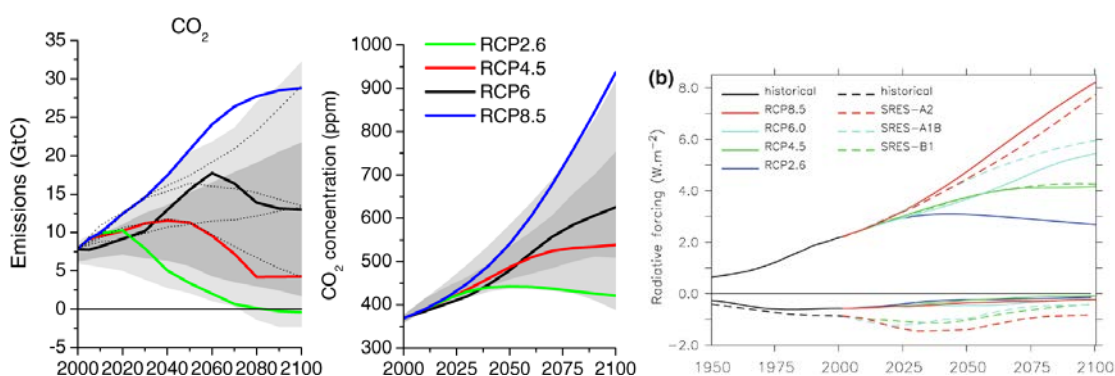 CO2
Emissions (GtC)
35
30
25
20
15
10
5
0
-5
2000 2020 2040 2060 2080 2100
CO2 concentration (ppm)
1000
900
800
700
600
500
400
300
2000 2025 2050 2075 2100
RCP2.6
RCP4.5
RCP6
RCP8.5
(b)
Radiative forcing (W.m-2)
8.0
6.0
4.0
2.0
0.0
-2.0
historical
RCP8.5
RCP6.0
RCP4.5
RCP2.6
historical
SRES-A2
SRES-A1B
SRES-B1
1950 1975 2000 2025 2050 2075 2100